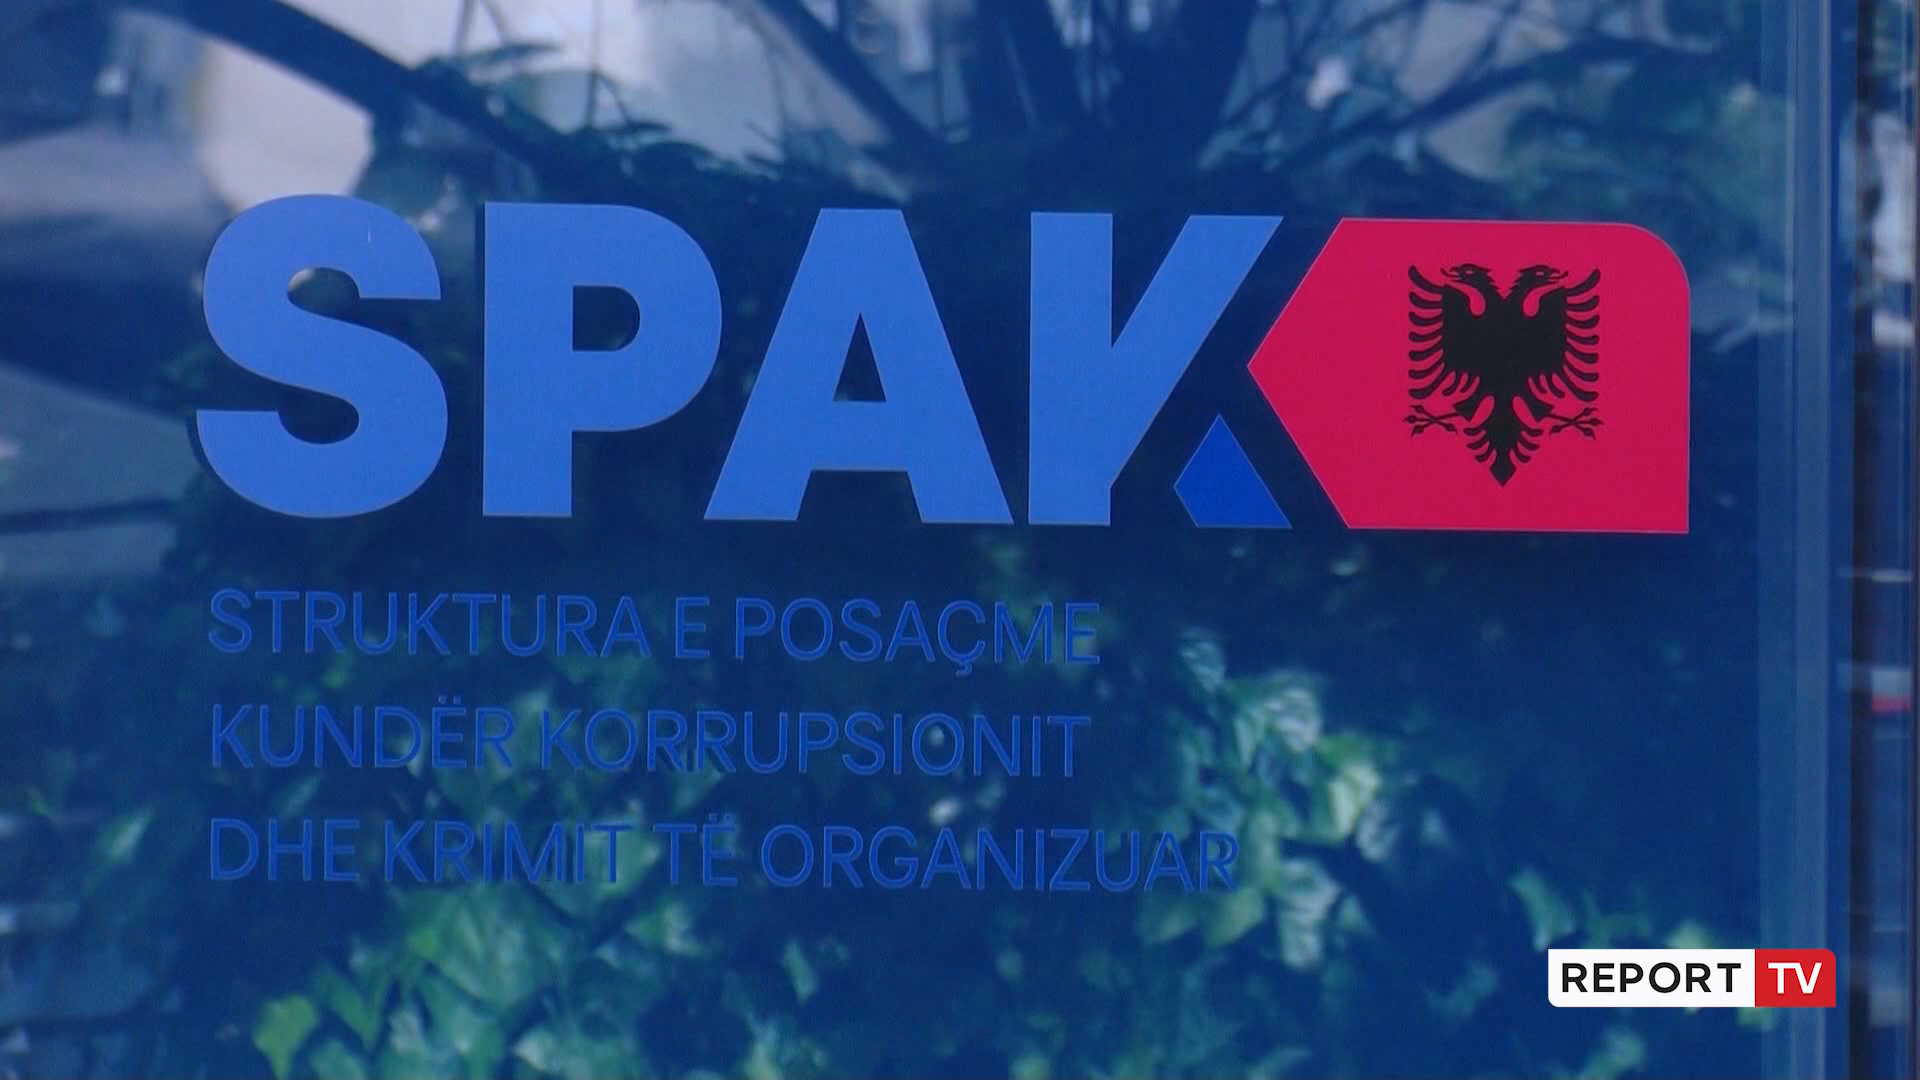 SPAK
STRUKTURA E POSAÇME
KUNDËR KORRUPSIONIT
DHE KRIMIT TË ORGANIZUAR
REPORT TV